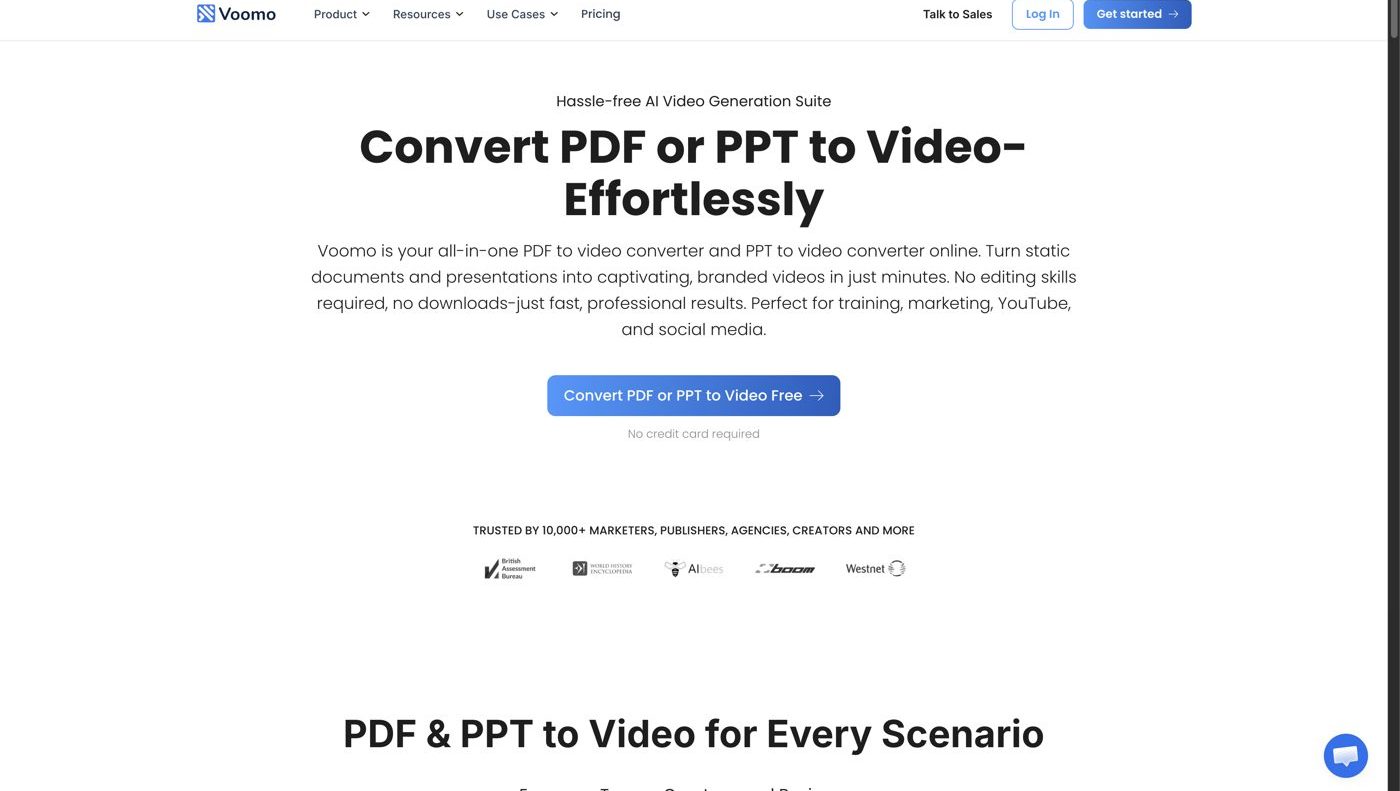 Voomo
Product
Resources
Use Cases
Pricing
Talk to Sales
Log In
Get started
Hassle-free AI Video Generation Suite
Convert PDF or PPT to Video-
Effortlessly
Voomo is your all-in-one PDF to video converter and PPT to video converter online. Turn static
documents and presentations into captivating, branded videos in just minutes. No editing skills
required, no downloads-just fast, professional results. Perfect for training, marketing, YouTube,
and social media.
Convert PDF or PPT to Video Free
No credit card required
TRUSTED BY 10,000+ MARKETERS, PUBLISHERS, AGENCIES, CREATORS AND MORE
British
Assessment
Bureau
WORLD HISTORY
ENCYCLOPEDIA
AIbees
boom
Westnet
PDF & PPT to Video for Every Scenario